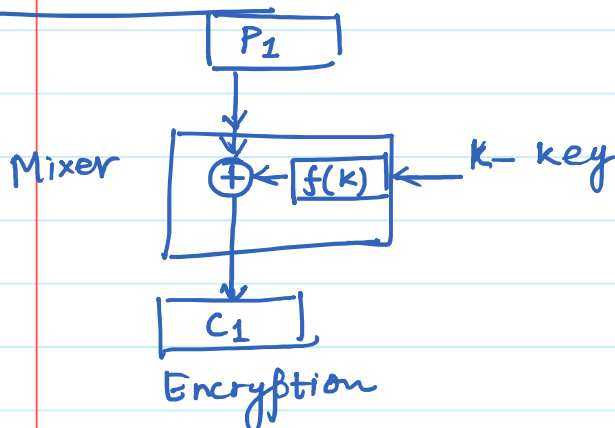 P1
Mixer
+
f(K)
K- key
C1
Encryption